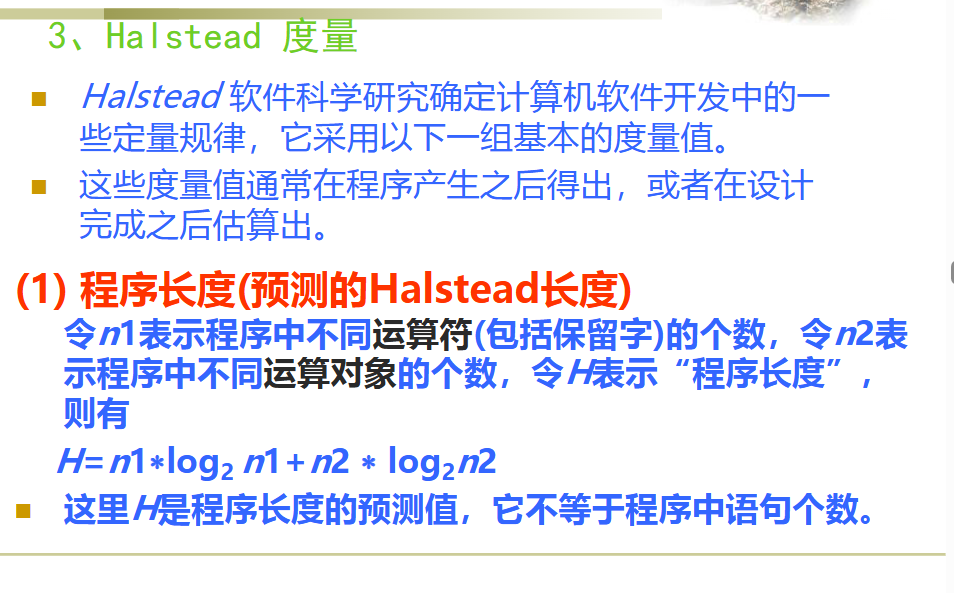 3、Halstead 度量
Halstead 软件科学研究确定计算机软件开发中的一
些定量规律，它采用以下一组基本的度量值。
这些度量值通常在程序产生之后得出，或者在设计
完成之后估算出。
(1) 程序长度(预测的Halstead长度)
令n1表示程序中不同运算符(包括保留字)的个数，令n2表
示程序中不同运算对象的个数，令H表示“程序长度”，
则有
H= n1*log₂ n1+n2 * log₂n2
这里H是程序长度的预测值，它不等于程序中语句个数。